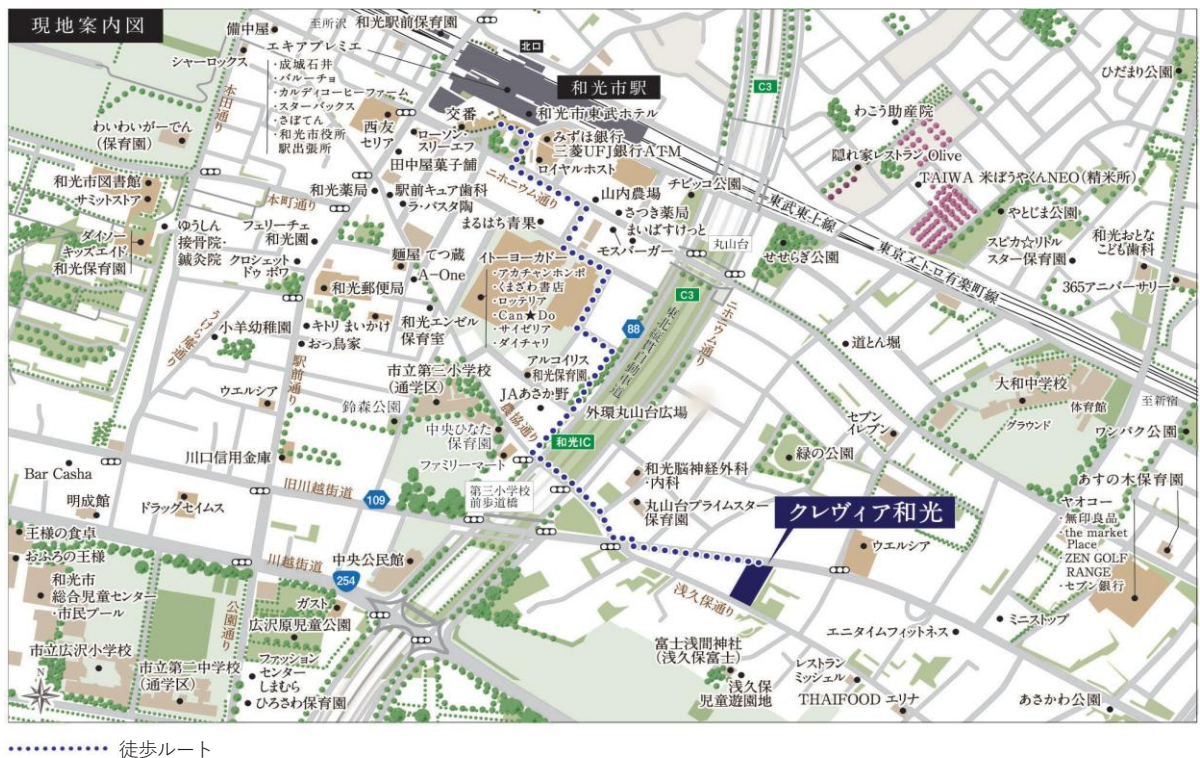 現地案内図
備中屋
至所沢
和光駅前保育園
シャーロックス
エキアプレミエ
・成城石井
・バルーチョ
・カルディコーヒーファーム
・スターバックス
・さぼてん
・和光市役所
駅出張所
北口
和光市駅
C3
ひだまり公園
本田通り
わいわいがーでん
(保育園)
西友
セリア
交番
ローソン・
スリーエフ
和光市東武ホテル
みずほ銀行
三菱UFJ銀行ATM
ロイヤルホスト
わこう助産院
隠れ家レストラン Olive
TAIWA 米ぼうやくんNEO(精米所)
田中屋菓子舗
和光市図書館
サミットストア
本町通り
和光薬局
駅前キュア歯科
ラ・パスタ陶
ニホニウム通り
山内農場
チビッコ公園
さつき薬局
まいばすけっと
モスバーガー
丸山台
東武東上線
東京メトロ有楽町線
やとじま公園
スピカ☆リトル
スター保育園
和光おとな
こども歯科
ダイソー
キッズエイド
和光保育園
ゆうしん
接骨院・
鍼灸院
フェリーチェ
和光園
クロシェット
ドゥ ボワ
まるはち青果
麺屋 てつ蔵
A-One
イトーヨーカドー
・アカチャンホンポ
・くまざわ書店
・ロッテリア
・Can★Do
・サイゼリア
・ダイチャリ
せせらぎ公園
365アニバーサリー
和光郵便局
C3
ニホニウム通り
小羊幼稚園
キトリ まいかけ
おっ鳥家
和光エンゼル
保育室
88
東北縦貫自動車道
道とん堀
駅前通り
アルコイリス
和光保育園
市立第三小学校
(通学区)
JAあさか野
大和中学校
体育館
グラウンド
至新宿
ウエルシア
鈴森公園
中央ひなた
保育園
農協通り
外環丸山台広場
和光IC
セブン
イレブン
ワンパク公園
Bar Casha
川口信用金庫
ファミリーマート
和光脳神経外科
・内科
緑の公園
あすの木保育園
明成館
ドラッグセイムス
旧川越街道
109
第三小学校
前歩道橋
丸山台プライムスター
保育園
クレヴィア和光
ヤオコー
・無印良品
・the market
Place
・ZEN GOLF
RANGE
・セブン銀行
王様の食卓
おふろの王様
川越街道
254
中央公民館
ウエルシア
和光市
総合児童センター
・市民プール
公園通り
ガスト
広沢原児童公園
浅久保通り
ミニストップ
エニタイムフィットネス
市立広沢小学校
市立第二中学校
(通学区)
ファッション
センター
しまむら
ひろさわ保育園
富士浅間神社
(浅久保富士)
浅久保
児童遊園地
レストラン
ミッシェル
THAIFOOD エリナ
あさかわ公園
N
徒歩ルート